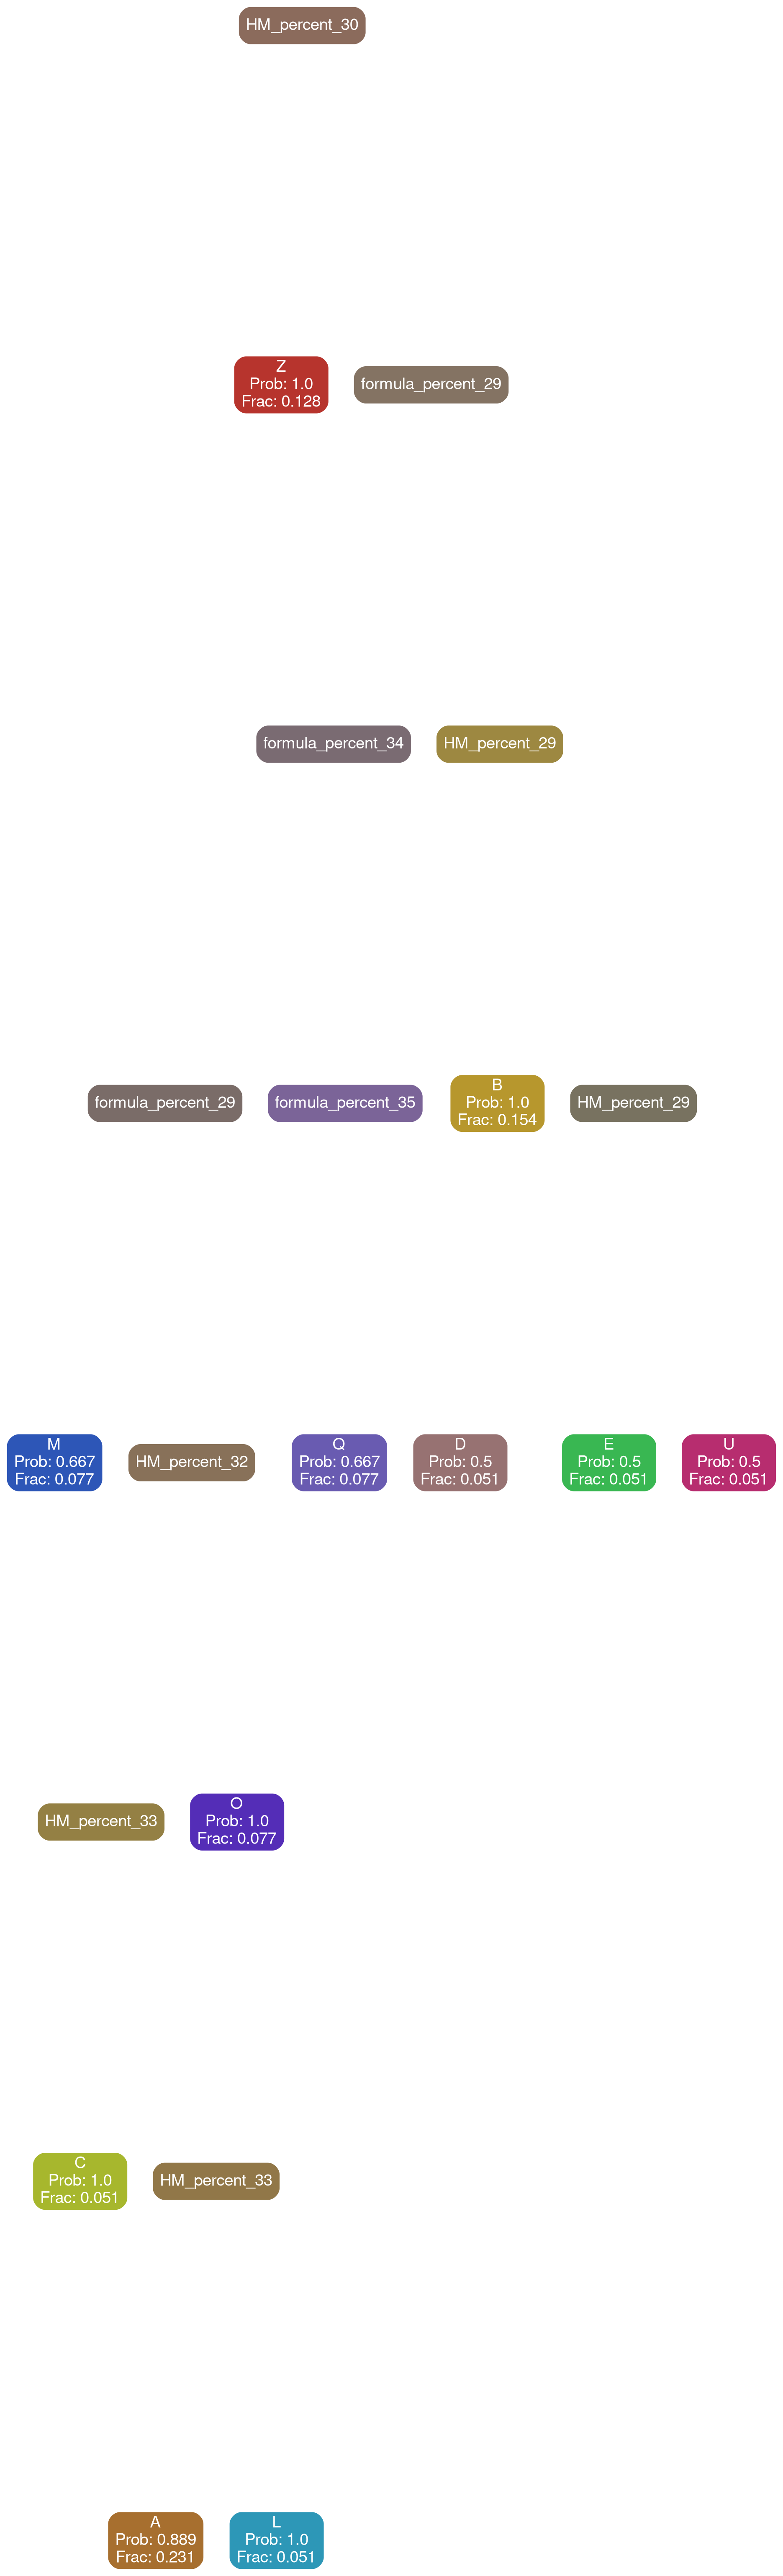 HM_percent_30
Z
Prob: 1.0
Frac: 0.128
formula_percent_29
formula_percent_34
HM_percent_29
formula_percent_29
formula_percent_35
B
Prob: 1.0
Frac: 0.154
HM_percent_29
M
Prob: 0.667
Frac: 0.077
HM_percent_32
Q
Prob: 0.667
Frac: 0.077
D
Prob: 0.5
Frac: 0.051
E
Prob: 0.5
Frac: 0.051
U
Prob: 0.5
Frac: 0.051
HM_percent_33
O
Prob: 1.0
Frac: 0.077
C
Prob: 1.0
Frac: 0.051
HM_percent_33
A
Prob: 0.889
Frac: 0.231
L
Prob: 1.0
Frac: 0.051